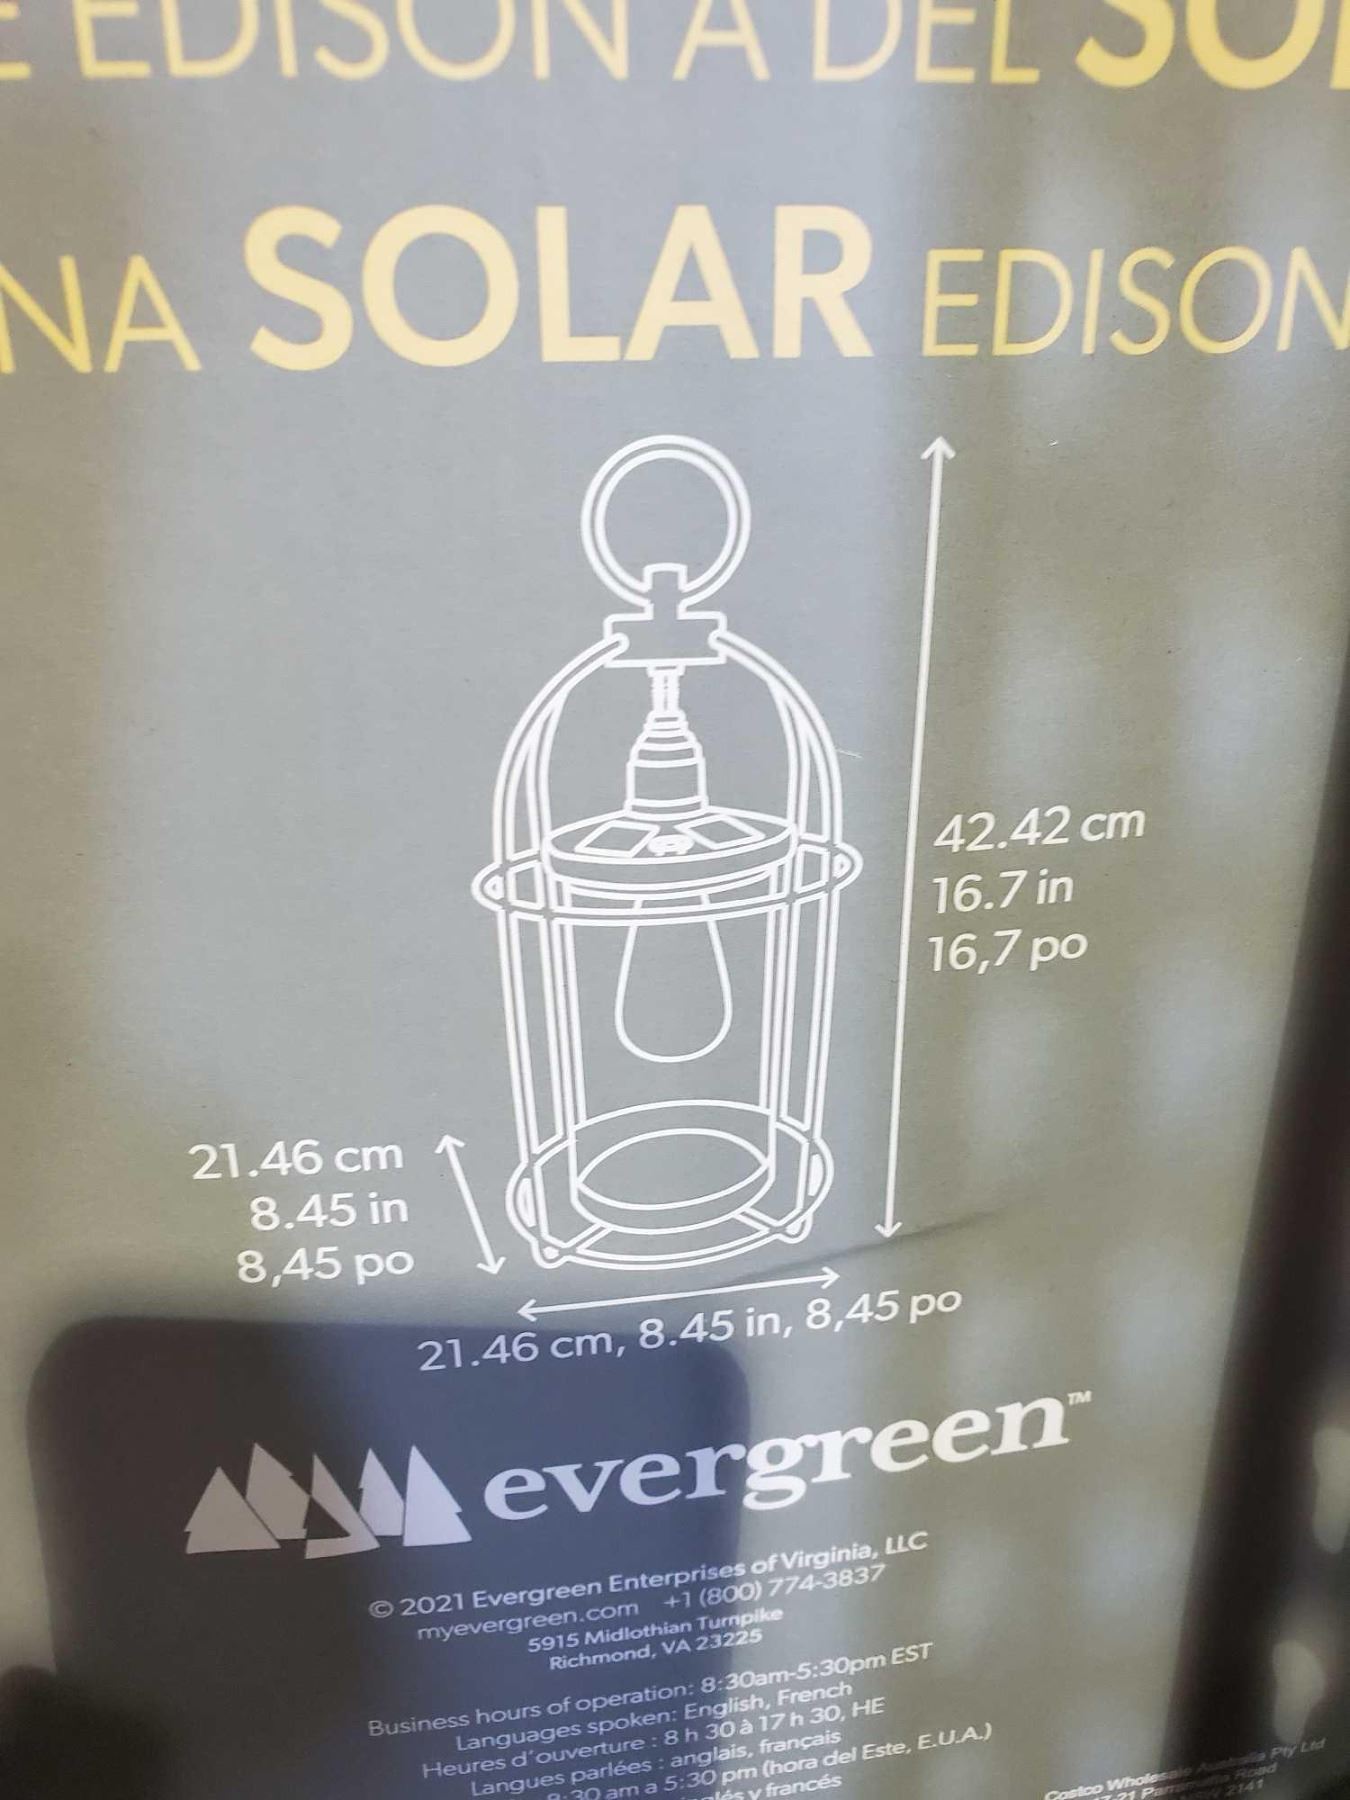 EDISON A DEL
NA SOLAR EDISON
42.42 cm
16.7 in
16,7 po
21.46 cm
8.45 in
8,45 po
21.46 cm, 8.45 in, 8,45 po
evergreen™
© 2021 Evergreen Enterprises of Virginia, LLC
myevergreen.com +1 (800) 774-3837
5915 Midlothian Turnpike
Richmond, VA 23225
Business hours of operation: 8:30am-5:30pm EST
Languages spoken: English, French
Heures d'ouverture : 8 h 30 à 17 h 30, HE
Langues parlées : anglais, français
8:30 am a 5:30 pm (hora del Este, E.U.A.)
y francés
Costco Wholesale Australia Pty Ltd
Road
2141